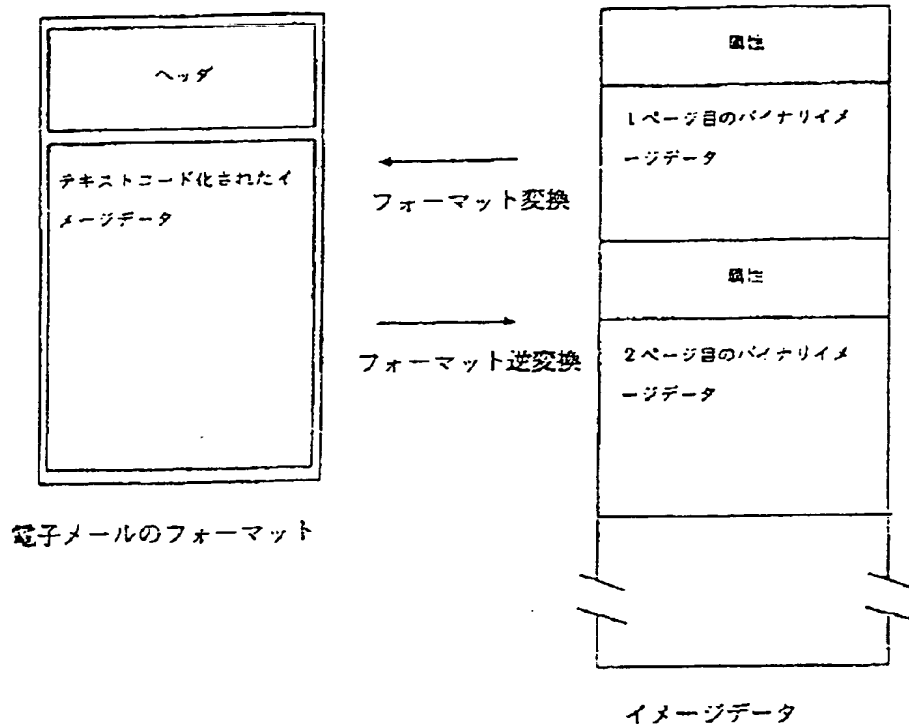 ヘッダ
テキストコード化されたイ
メージデータ
電子メールのフォーマット
フォーマット変換
フォーマット逆変換
属性
1ページ目のバイナリイメ
ージデータ
属性
2ページ目のバイナリイメ
ージデータ
イメージデータ